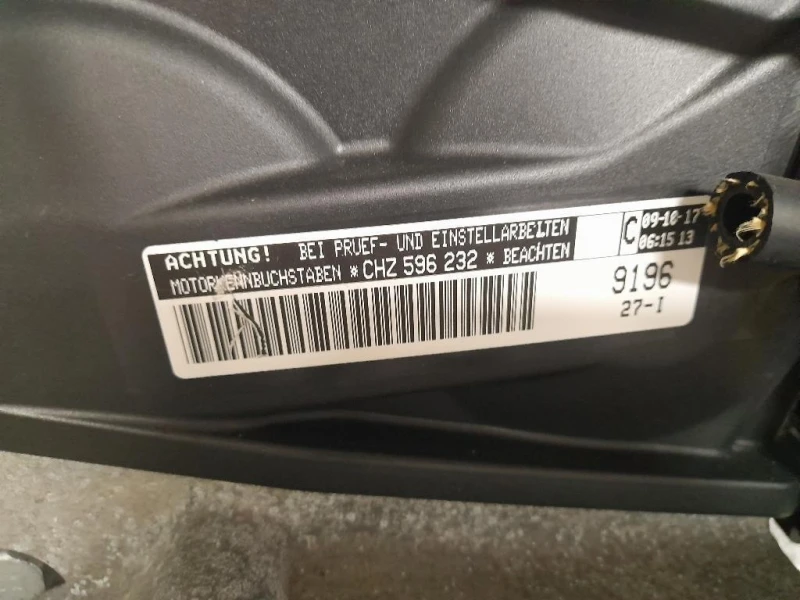 ACHTUNG! BEI PRUEF- UND EINSTELLARBEITEN
MOTORKENNBUCHSTABEN *CHZ 596 232* BEACHTEN
C
09-10-17
06:15 13
9196
27-I